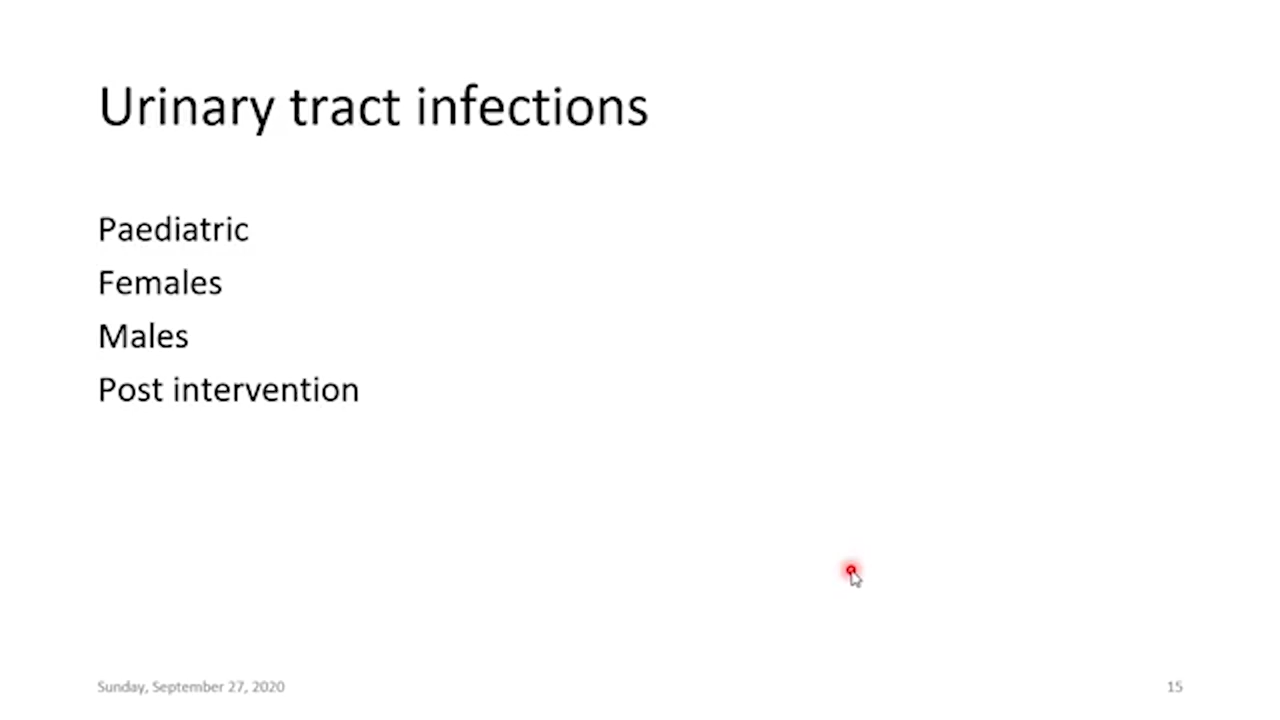 Urinary tract infections
Paediatric
Females
Males
Post intervention
Sunday, September 27, 2020
15